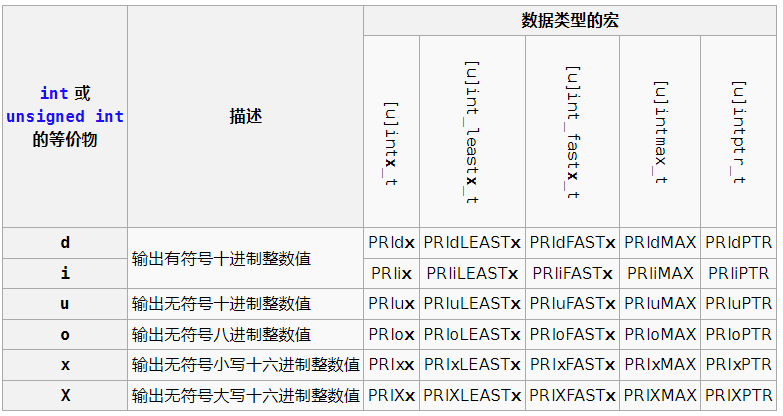 int 或
unsigned int
的等价物
描述
数据类型的宏
[u]intx_t
[u]int_leastx_t
[u]int_fastx_t
[u]intmax_t
[u]intptr_t
d
输出有符号十进制整数值
PRIdx PRIdLEASTx PRIdFASTx PRIdMAX PRIdPTR
i
PRIix PRIiLEASTx PRIiFASTx PRIiMAX PRIiPTR
u 输出无符号十进制整数值 PRIux PRIuLEASTx PRIuFASTx PRIuMAX PRIuPTR
o 输出无符号八进制整数值 PRIox PRIoLEASTx PRIoFASTx PRIoMAX PRIoPTR
x 输出无符号小写十六进制整数值 PRIxx PRIxLEASTx PRIxFASTx PRIxMAX PRIxPTR
X 输出无符号大写十六进制整数值 PRIXx PRIXLEASTx PRIXFASTx PRIXMAX PRIXPTR